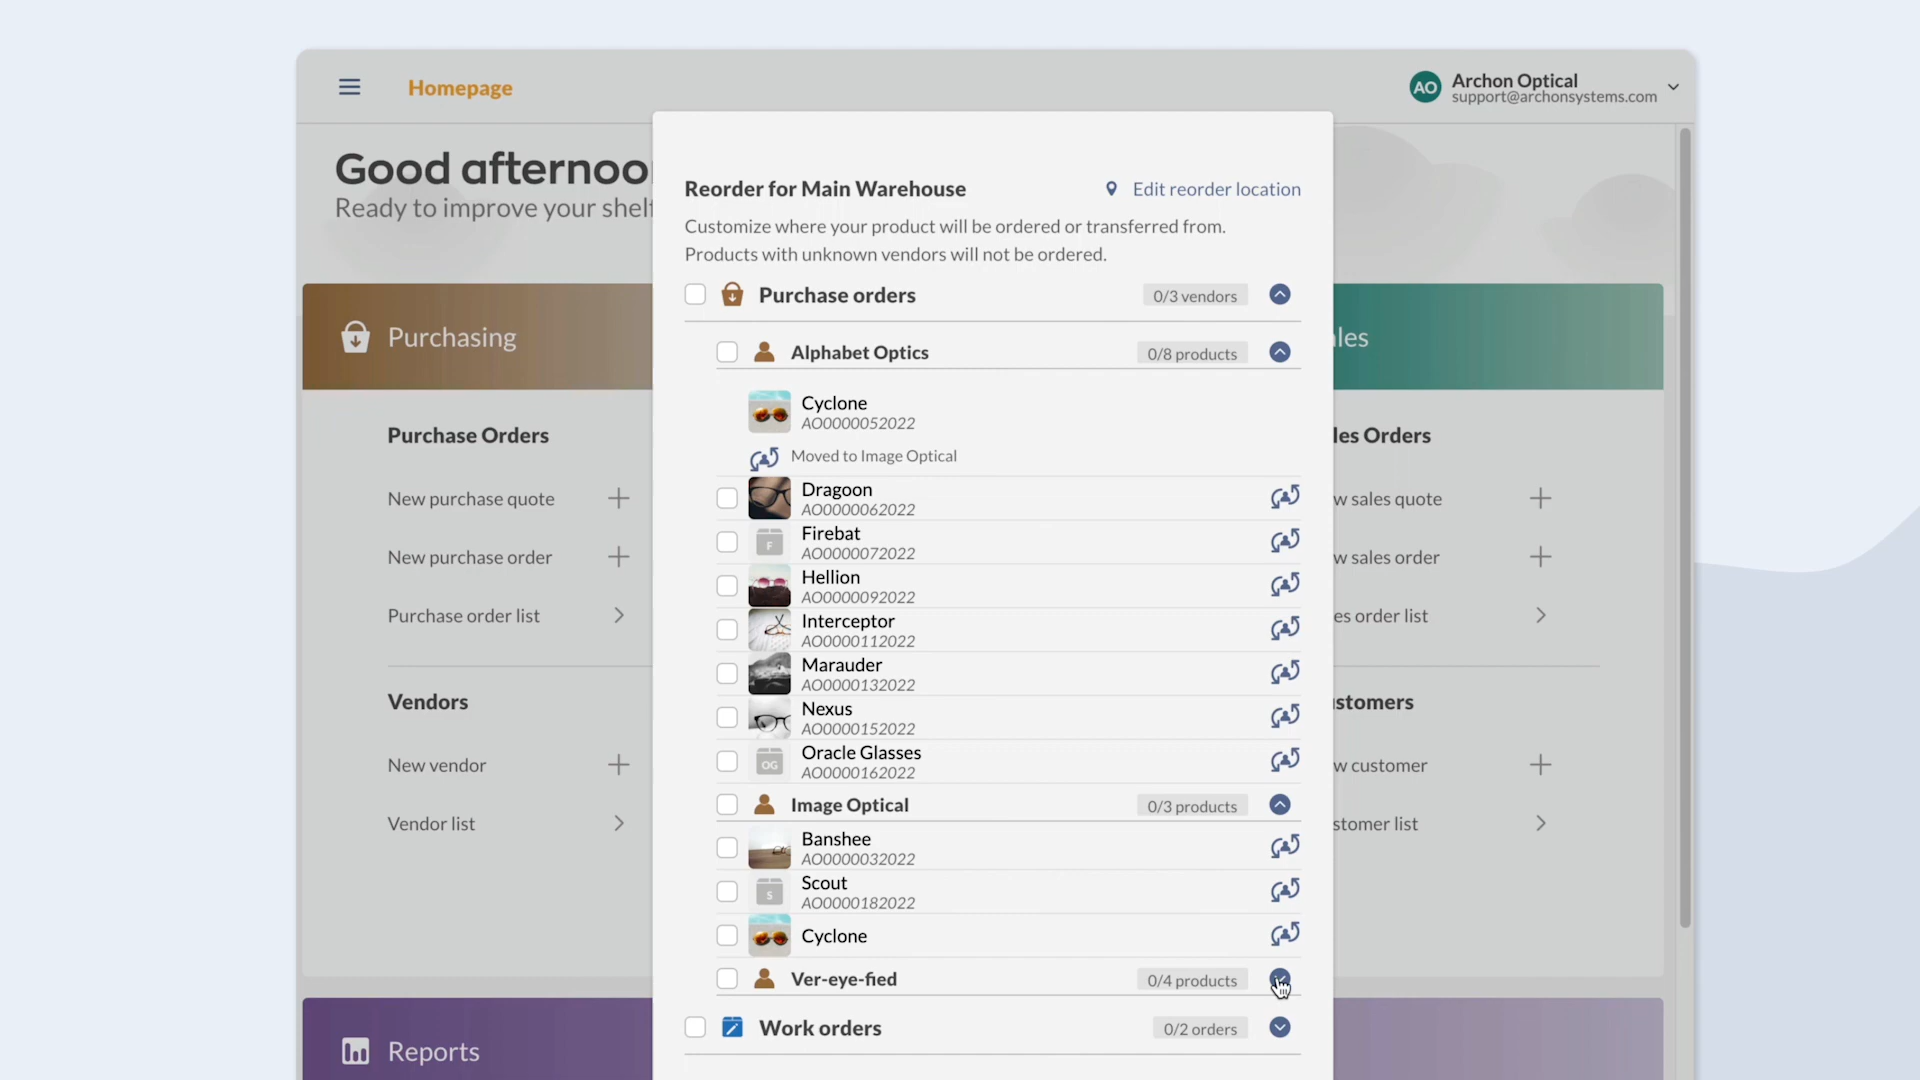 Homepage
AO
Archon Optical
support@archonsystems.com
Good afternoo
Ready to improve your shel
Reorder for Main Warehouse
Edit reorder location
Customize where your product will be ordered or transferred from.
Products with unknown vendors will not be ordered.
Purchase orders
0/3 vendors
Purchasing
les
Alphabet Optics
0/8 products
Cyclone
AO0000052022
Moved to Image Optical
Purchase Orders
les Orders
Dragoon
AO0000062022
New purchase quote
w sales quote
Firebat
F
AO0000072022
New purchase order
w sales order
Hellion
AO0000092022
Purchase order list
es order list
Interceptor
AO0000112022
Marauder
AO0000132022
Vendors
stomers
Nexus
AO0000152022
Oracle Glasses
OG
AO0000162022
New vendor
w customer
Image Optical
0/3 products
Vendor list
stomer list
Banshee
AO0000032022
Scout
S
AO0000182022
Cyclone
Ver-eye-fied
0/4 products
Work orders
0/2 orders
Reports